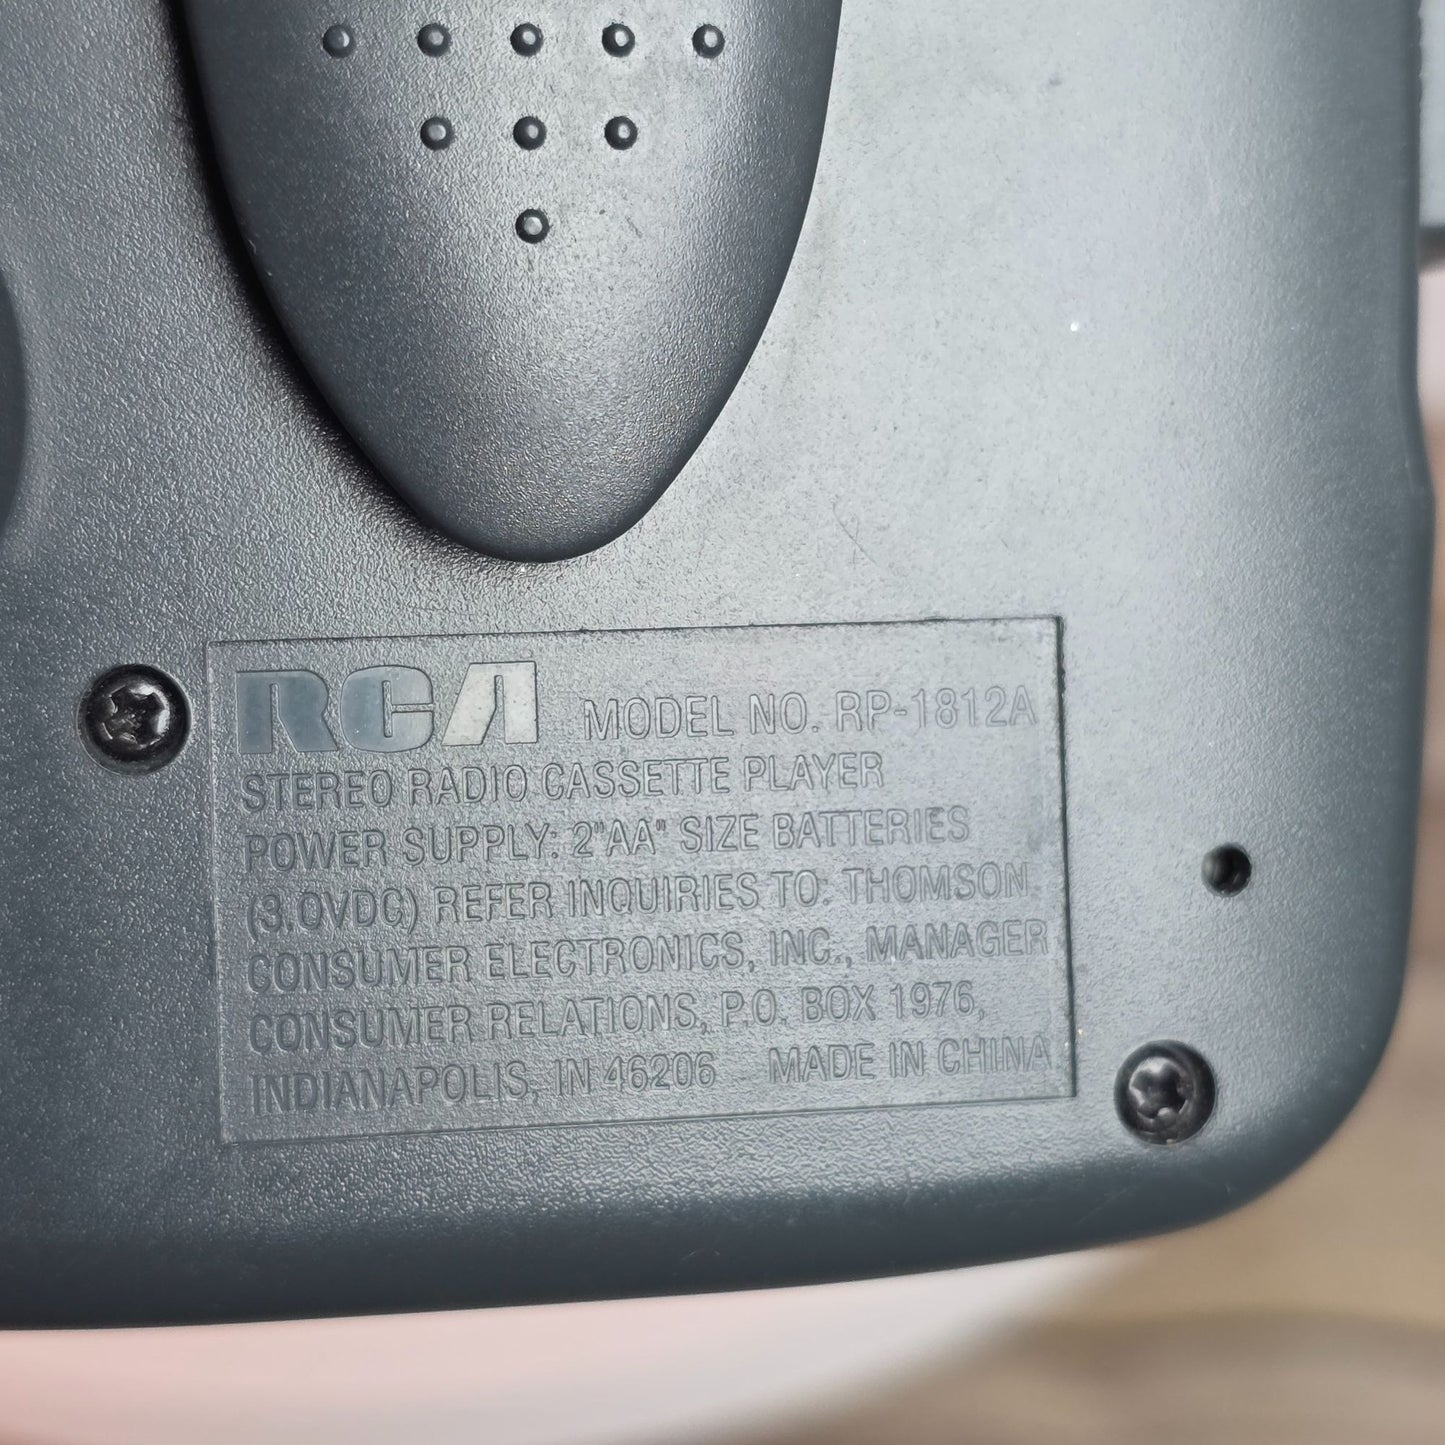 RCA MODEL NO. RP-1812A
STEREO RADIO CASSETTE PLAYER
POWER SUPPLY: 2"AA" SIZE BATTERIES
(3.0VDC) REFER INQUIRIES TO: THOMSON
CONSUMER ELECTRONICS, INC., MANAGER
CONSUMER RELATIONS, P.O. BOX 1976,
INDIANAPOLIS, IN 46206 MADE IN CHINA